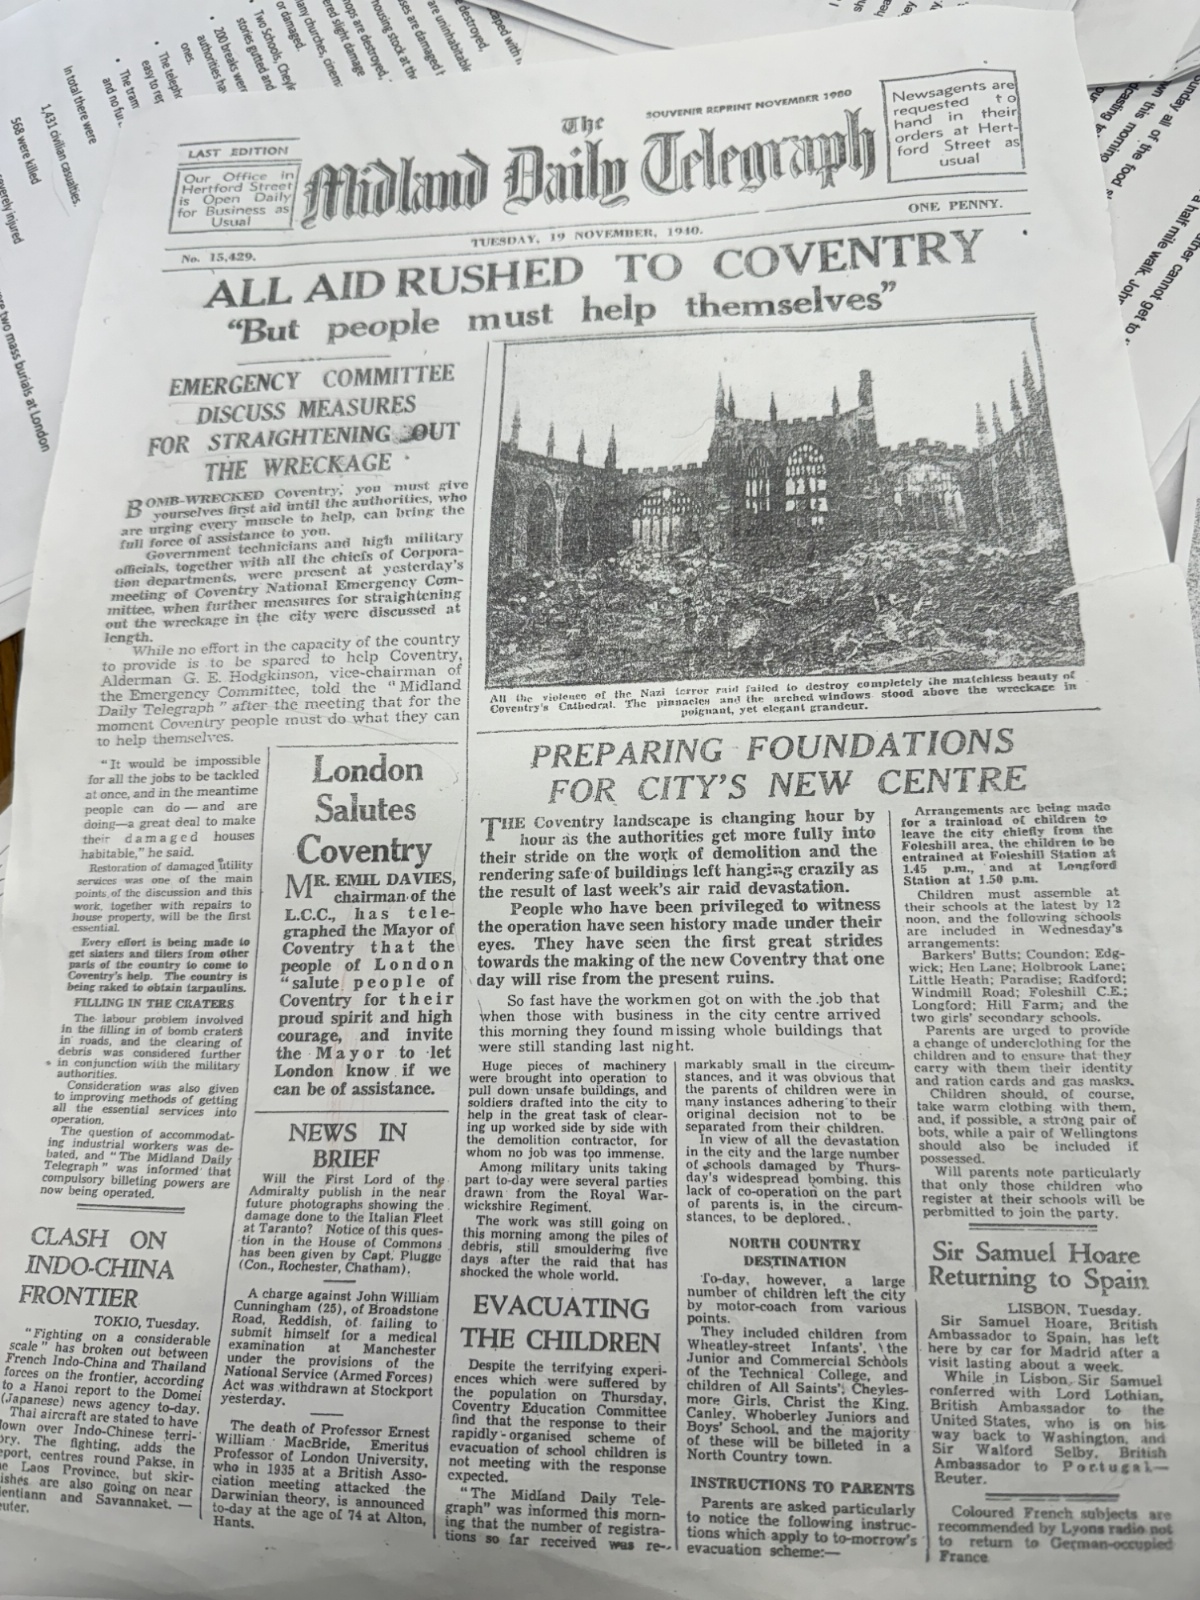 The
Midland Daily Telegraph
SOUVENIR REPRINT NOVEMBER 1980
LAST EDITION
Our Office in
Hertford Street
is Open Daily
for Business as
Usual
Newsagents are
requested to
hand in their
orders at Hert-
ford Street as
usual
No. 15,429.
TUESDAY, 19 NOVEMBER, 1940.
ONE PENNY.
ALL AID RUSHED TO COVENTRY
"But people must help themselves"
EMERGENCY COMMITTEE
DISCUSS MEASURES
FOR STRAIGHTENING OUT
THE WRECKAGE
BOMB-WRECKED Coventry, you must give
yourselves first aid until the authorities, who
are urging every muscle to help, can bring the
full force of assistance to you.
Government technicians and high military
officials, together with all the chiefs of Corpora-
tion departments, were present at yesterday's
meeting of Coventry National Emergency Com-
mittee, when further measures for straightening
out the wreckage in the city were discussed at
length.
While no effort in the capacity of the country
to provide is to be spared to help Coventry,
Alderman G. E. Hodgkinson, vice-chairman of
the Emergency Committee, told the "Midland
Daily Telegraph" after the meeting that for the
moment Coventry people must do what they can
to help themselves.
"It would be impossible
for all the jobs to be tackled
at once, and in the meantime
people can do — and are
doing—a great deal to make
their damaged houses
habitable," he said.
Restoration of damaged utility
services was one of the main
points of the discussion and this
work, together with repairs to
house property, will be the first
essential.
Every effort is being made to
get slaters and tilers from other
parts of the country to come to
Coventry's help. The country is
being raked to obtain tarpaulins.
FILLING IN THE CRATERS
The labour problem involved
in the filling in of bomb craters
in roads, and the clearing of
debris was considered further
in conjunction with the military
authorities.
Consideration was also given
to improving methods of getting
all the essential services into
operation.
The question of accommodat-
ing industrial workers was de-
bated, and "The Midland Daily
Telegraph" was informed that
compulsory billeting powers are
now being operated.
CLASH ON
INDO-CHINA
FRONTIER
TOKIO, Tuesday.
"Fighting on a considerable
scale" has broken out between
French Indo-China and Thailand
forces on the frontier, according
to a Hanoi report to the Domei
(Japanese) news agency to-day.
Thai aircraft are stated to have
flown over Indo-Chinese terri-
tory. The fighting, adds the
report, centres round Pakse, in
Laos Province, but skir-
mishes are also going on near
Vientiann and Savannaket. —
Reuter.
London
Salutes
Coventry
MR. EMIL DAVIES,
chairman of the
L.C.C., has tele-
graphed the Mayor of
Coventry that the
people of London
"salute people of
Coventry for their
proud spirit and high
courage, and invite
the Mayor to let
London know if we
can be of assistance.
NEWS IN
BRIEF
Will the First Lord of the
Admiralty publish in the near
future photographs showing the
damage done to the Italian Fleet
at Taranto? Notice of this ques-
tion in the House of Commons
has been given by Capt. Plugge
(Con., Rochester, Chatham).
A charge against John William
Cunningham (25), of Broadstone
Road, Reddish, of failing to
submit himself for a medical
examination at Manchester
under the provisions of the
National Service (Armed Forces)
Act was withdrawn at Stockport
yesterday.
The death of Professor Ernest
William MacBride, Emeritus
Professor of London University,
who in 1935 at a British Asso-
ciation meeting attacked the
Darwinian theory, is announced
to-day at the age of 74 at Alton,
Hants.
All the violence of the Nazi terror raid failed to destroy completely the matchless beauty of
Coventry's Cathedral. The pinnacles and the arched windows stood above the wreckage in
poignant, yet elegant grandeur.
PREPARING FOUNDATIONS
FOR CITY'S NEW CENTRE
THE Coventry landscape is changing hour by
hour as the authorities get more fully into
their stride on the work of demolition and the
rendering safe of buildings left hanging crazily as
the result of last week's air raid devastation.
People who have been privileged to witness
the operation have seen history made under their
eyes. They have seen the first great strides
towards the making of the new Coventry that one
day will rise from the present ruins.
So fast have the workmen got on with the job that
when those with business in the city centre arrived
this morning they found missing whole buildings that
were still standing last night.
Huge pieces of machinery
were brought into operation to
pull down unsafe buildings, and
soldiers drafted into the city to
help in the great task of clear-
ing up worked side by side with
the demolition contractor, for
whom no job was too immense.
Among military units taking
part to-day were several parties
drawn from the Royal War-
wickshire Regiment.
The work was still going on
this morning among the piles of
debris, still smouldering five
days after the raid that has
shocked the whole world.
EVACUATING
THE CHILDREN
Despite the terrifying experi-
ences which were suffered by
the population on Thursday,
Coventry Education Committee
find that the response to their
rapidly-organised scheme of
evacuation of school children is
not meeting with the response
expected.
"The Midland Daily Tele-
graph" was informed this morn-
ing that the number of registra-
tions so far received was re-
markably small in the circum-
stances, and it was obvious that
the parents of children were in
many instances adhering to their
original decision not to be
separated from their children.
In view of all the devastation
in the city and the large number
of schools damaged by Thurs-
day's widespread bombing, this
lack of co-operation on the part
of parents is, in the circum-
stances, to be deplored.
NORTH COUNTRY
DESTINATION
To-day, however, a large
number of children left the city
by motor-coach from various
points.
They included children from
Wheatley-street Infants', the
Junior and Commercial Schools
of the Technical College, and
children of All Saints', Cheyles-
more Girls, Christ the King,
Canley, Whoberley Juniors and
Boys' School, and the majority
of these will be billeted in a
North Country town.
INSTRUCTIONS TO PARENTS
Parents are asked particularly
to notice the following instruc-
tions which apply to to-morrow's
evacuation scheme:—
Arrangements are being made
for a trainload of children to
leave the city chiefly from the
Foleshill area, the children to be
entrained at Foleshill Station at
1.45 p.m., and at Longford
Station at 1.50 p.m.
Children must assemble at
their schools at the latest by 12
noon, and the following schools
are included in Wednesday's
arrangements:
Barkers' Butts; Coundon; Edg-
wick; Hen Lane; Holbrook Lane;
Little Heath; Paradise; Radford;
Windmill Road; Foleshill C.E.;
Longford; Hill Farm; and the
two girls' secondary schools.
Parents are urged to provide
a change of underclothing for the
children and to ensure that they
carry with them their identity
and ration cards and gas masks.
Children should, of course,
take warm clothing with them,
and, if possible, a strong pair of
boots, while a pair of Wellingtons
should also be included if
possessed.
Will parents note particularly
that only those children who
register at their schools will be
perbmitted to join the party.
Sir Samuel Hoare
Returning to Spain
LISBON, Tuesday.
Sir Samuel Hoare, British
Ambassador to Spain, has left
here by car for Madrid after a
visit lasting about a week.
While in Lisbon Sir Samuel
conferred with Lord Lothian,
British Ambassador to the
United States, who is on his
way back to Washington, and
Sir Walford Selby, British
Ambassador to Portugal—
Reuter.
Coloured French subjects are
recommended by Lyons radio not
to return to German-occupied
France
In total there were
1,431 civilian casualties.
568 were killed
two mass burials at London